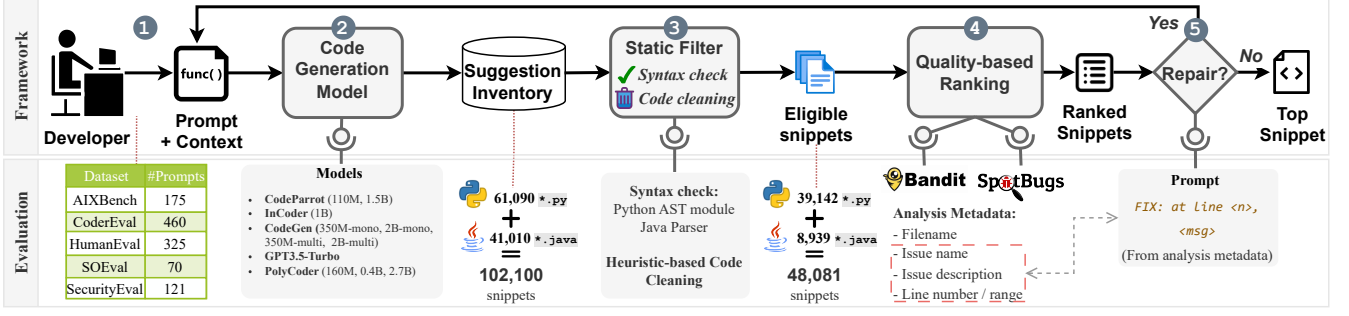 Framework
1
2
3
4
5
Yes
No
Developer
func()
Prompt
+ Context
Code
Generation
Model
Suggestion
Inventory
Static Filter
Syntax check
Code cleaning
Eligible
snippets
Quality-based
Ranking
Ranked
Snippets
Repair?
Top
Snippet
Evaluation
Dataset #Prompts
AIXBench 175
CoderEval 460
HumanEval 325
SOEval 70
SecurityEval 121
Models
• CodeParrot (110M, 1.5B)
• InCoder (1B)
• CodeGen (350M-mono, 2B-mono,
350M-multi, 2B-multi)
• GPT3.5-Turbo
• PolyCoder (160M, 0.4B, 2.7B)
61,090 *.py
+
41,010 *.java
=
102,100
snippets
Syntax check:
Python AST module
Java Parser
Heuristic-based Code
Cleaning
39,142 *.py
+
8,939 *.java
=
48,081
snippets
Bandit
SpotBugs
Analysis Metadata:
- Filename
- Issue name
- Issue description
- Line number / range
Prompt
FIX: at line <n>,
<msg>
(From analysis metadata)